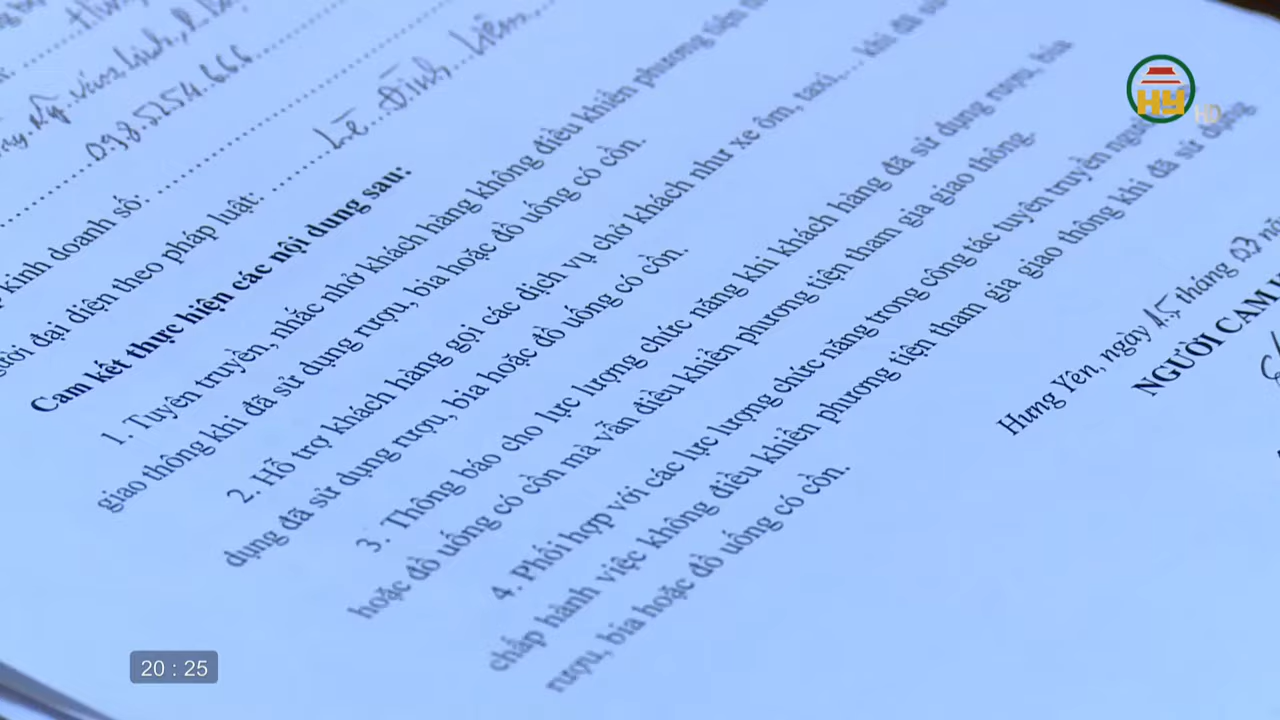 098.5254.666
kinh doanh số:
đại diện theo pháp luật: Lê Đình Liêm
Cam kết thực hiện các nội dung sau:
1. Tuyên truyền, nhắc nhở khách hàng không điều khiển phương tiện
giao thông khi đã sử dụng rượu, bia hoặc đồ uống có cồn.
2. Hỗ trợ khách hàng gọi các dịch vụ chở khách như xe ôm, taxi,... khi đã
dụng đã sử dụng rượu, bia hoặc đồ uống có cồn.
3. Thông báo cho lực lượng chức năng khi khách hàng đã sử dụng rượu, bia
hoặc đồ uống có cồn mà vẫn điều khiển phương tiện tham gia giao thông.
4. Phối hợp với các lực lượng chức năng trong công tác tuyên truyền người
chấp hành việc không điều khiển phương tiện tham gia giao thông khi đã sử dụng
rượu, bia hoặc đồ uống có cồn.
Hưng Yên, ngày 15 tháng 03
NGƯỜI CAM
HY HD
20 : 25